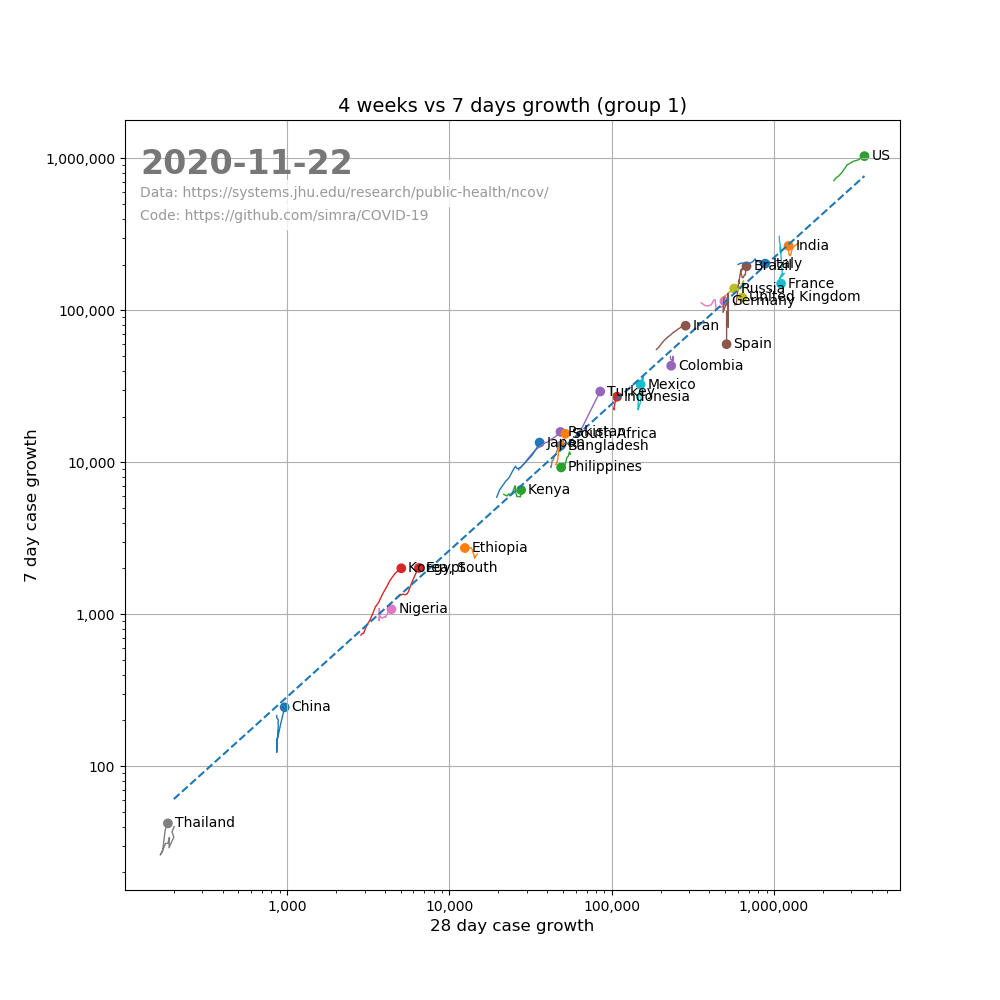 4 weeks vs 7 days growth (group 1)
2020-11-22
Data: https://systems.jhu.edu/research/public-health/ncov/
Code: https://github.com/simra/COVID-19
1,000,000
100,000
10,000
1,000
100
7 day case growth
US
India
Italy
Brazil
France
Russia
United Kingdom
Germany
Iran
Spain
Colombia
Mexico
Turkey
Indonesia
Pakistan
South Africa
Japan
Bangladesh
Philippines
Kenya
Ethiopia
Korea, South
Egypt
Nigeria
China
Thailand
1,000
10,000
100,000
1,000,000
28 day case growth